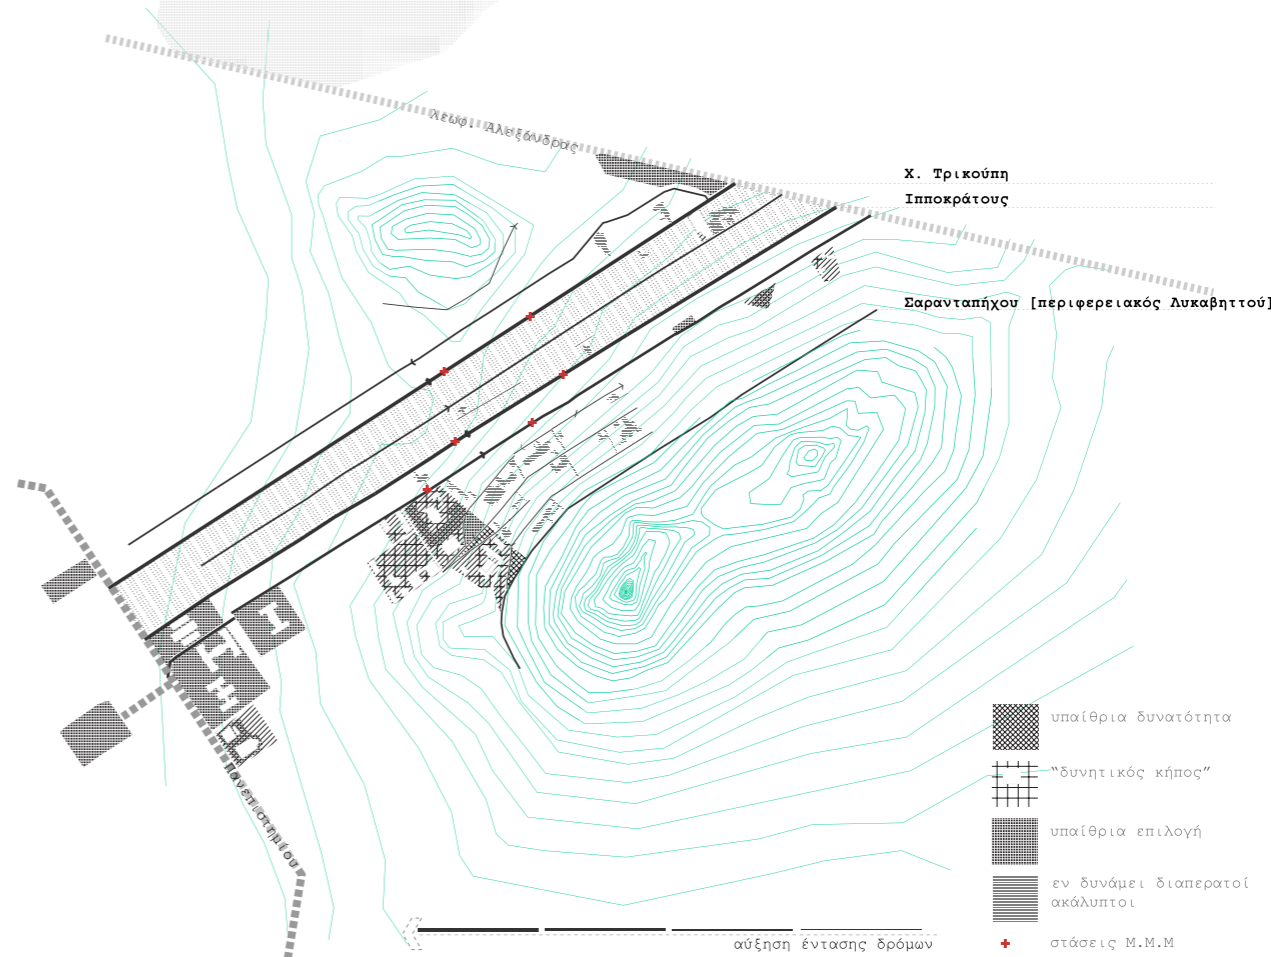 λεωφ. Αλεξάνδρας
Χ. Τρικούπη
Ιπποκράτους
Σαρανταπήχου [περιφερειακός Λυκαβηττού]
Πανεπιστημίου
υπαίθρια δυνατότητα
“δυνητικός κήπος”
υπαίθρια επιλογή
εν δυνάμει διαπερατοί
ακάλυπτοι
στάσεις Μ.Μ.Μ
αύξηση έντασης δρόμων